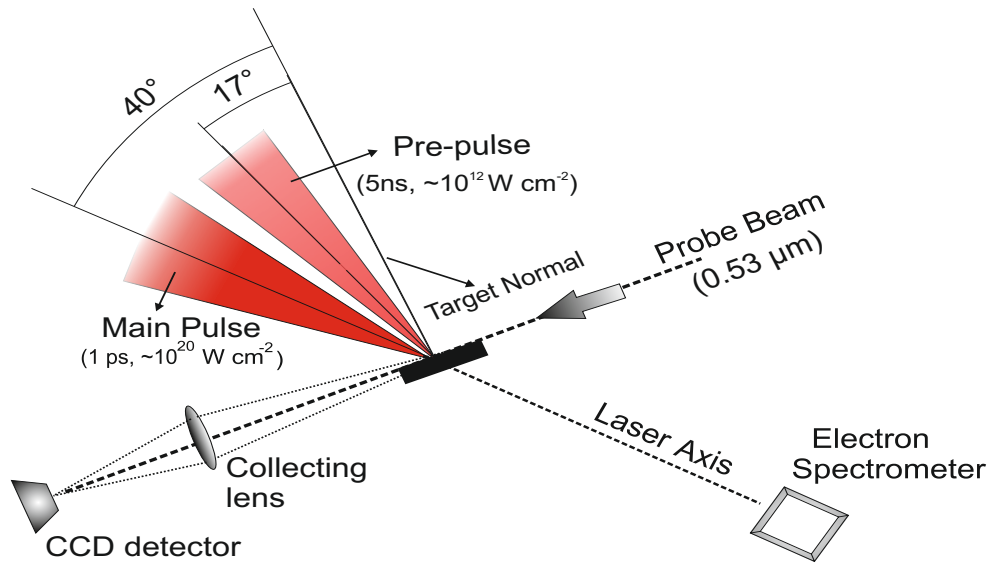 40°
17°
Pre-pulse
(5ns, ~10¹² W cm⁻²)
Probe Beam
(0.53 µm)
Target Normal
Main Pulse
(1 ps, ~10²⁰ W cm⁻²)
Laser Axis
Electron
Spectrometer
Collecting
lens
CCD detector